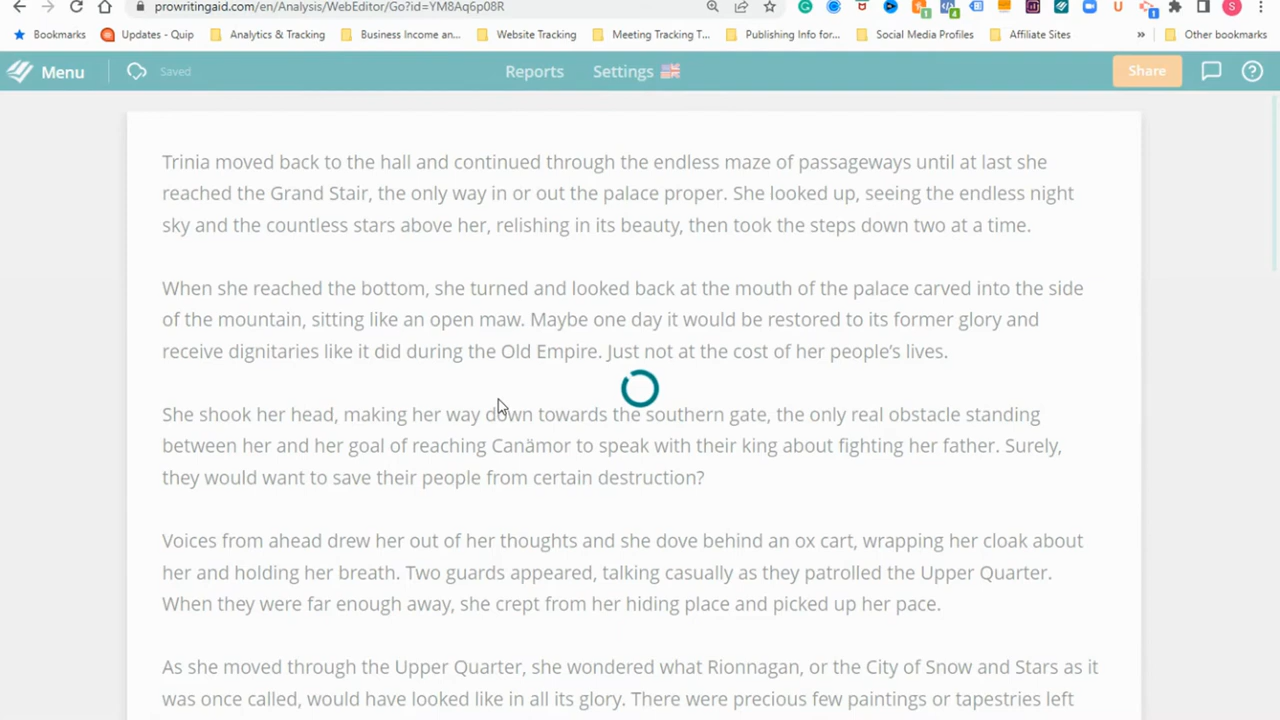 prowritingaid.com/en/Analysis/WebEditor/Go?id=YM8Aq6p08R
1 4 1 S
Bookmarks Updates - Quip Analytics & Tracking Business Income an... Website Tracking Meeting Tracking T... Publishing Info for... Social Media Profiles Affiliate Sites » Other bookmarks
Menu Saved Reports Settings Share
Trinia moved back to the hall and continued through the endless maze of passageways until at last she
reached the Grand Stair, the only way in or out the palace proper. She looked up, seeing the endless night
sky and the countless stars above her, relishing in its beauty, then took the steps down two at a time.
When she reached the bottom, she turned and looked back at the mouth of the palace carved into the side
of the mountain, sitting like an open maw. Maybe one day it would be restored to its former glory and
receive dignitaries like it did during the Old Empire. Just not at the cost of her people's lives.
She shook her head, making her way down towards the southern gate, the only real obstacle standing
between her and her goal of reaching Canämor to speak with their king about fighting her father. Surely,
they would want to save their people from certain destruction?
Voices from ahead drew her out of her thoughts and she dove behind an ox cart, wrapping her cloak about
her and holding her breath. Two guards appeared, talking casually as they patrolled the Upper Quarter.
When they were far enough away, she crept from her hiding place and picked up her pace.
As she moved through the Upper Quarter, she wondered what Rionnagan, or the City of Snow and Stars as it
was once called, would have looked like in all its glory. There were precious few paintings or tapestries left